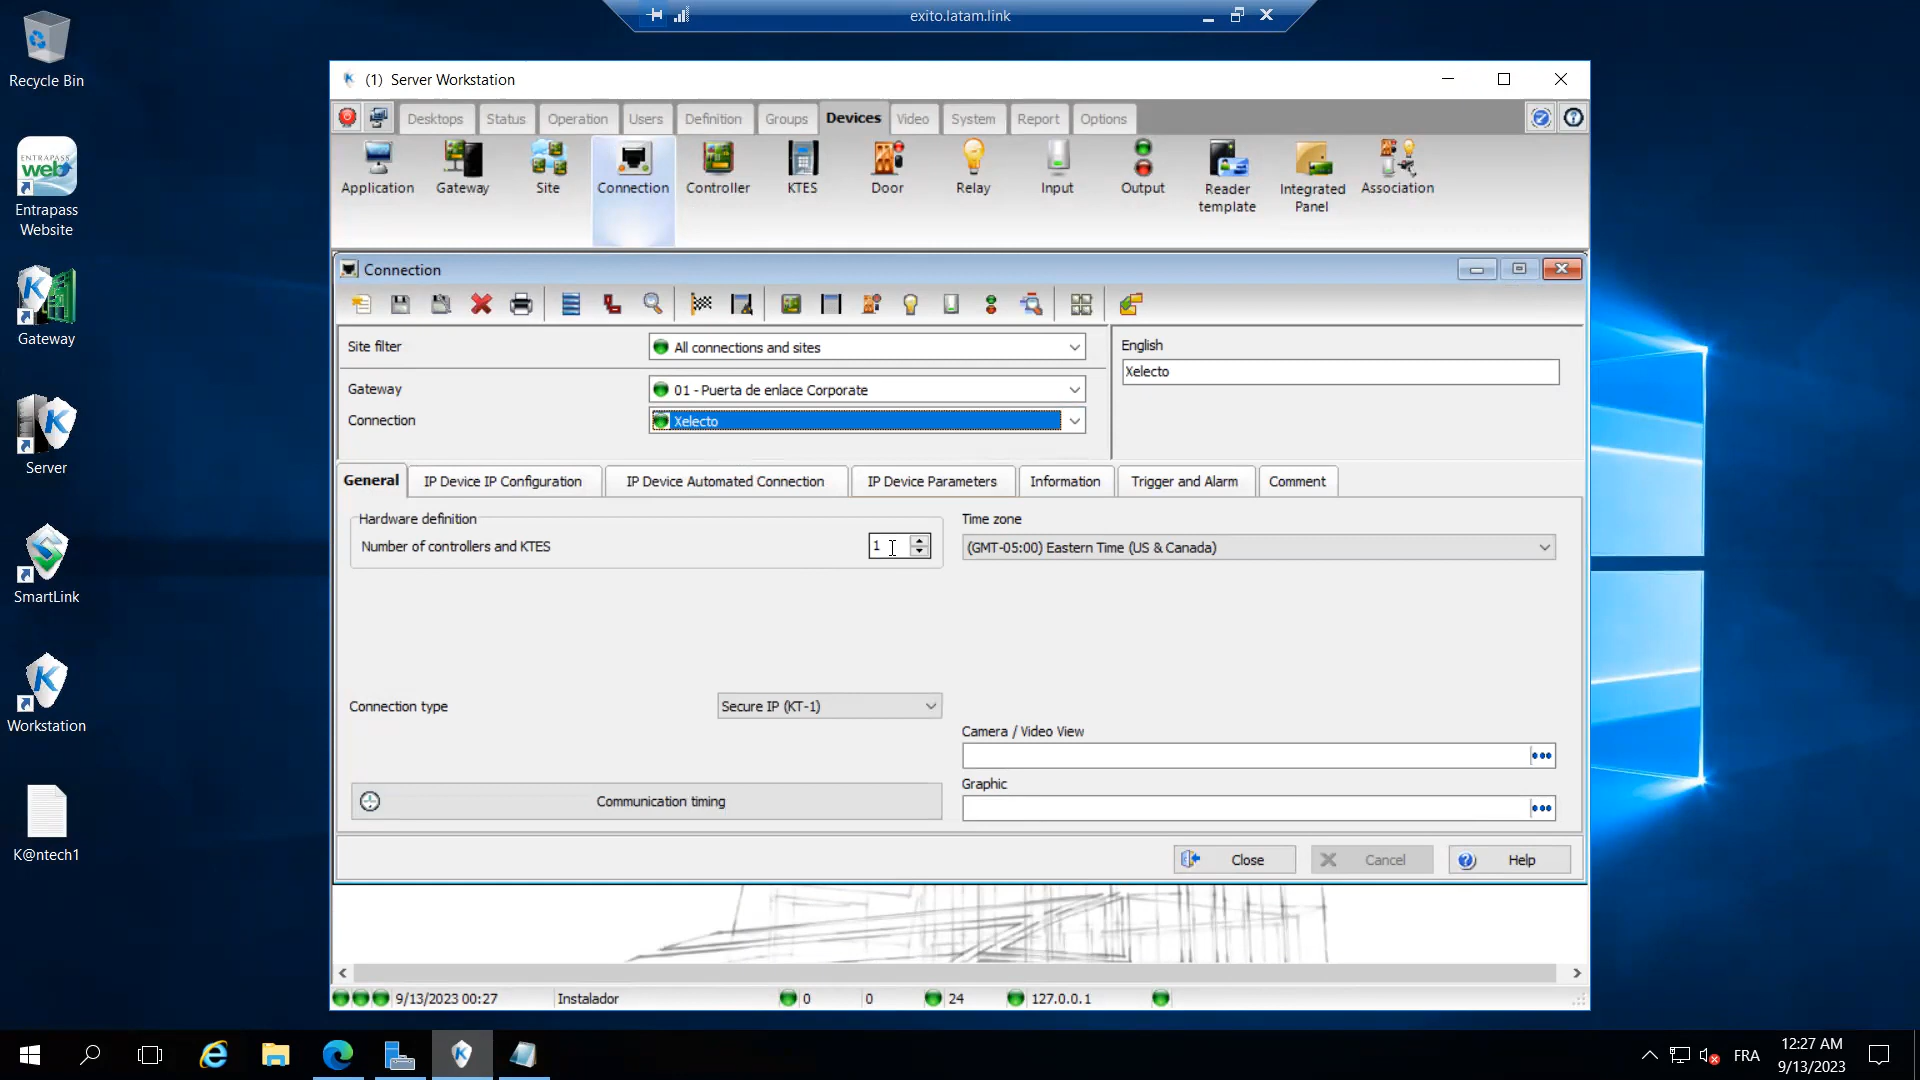 exito.latam.link
Recycle Bin
Entrapass
Website
Gateway
Server
SmartLink
Workstation
K@ntech1
(1) Server Workstation
Desktops Status Operation Users Definition Groups Devices Video System Report Options
Application Gateway Site Connection Controller KTES Door Relay Input Output Reader template Integrated Panel Association
Connection
Site filter All connections and sites
English
Xelecto
Gateway 01 - Puerta de enlace Corporate
Connection Xelecto
General IP Device IP Configuration IP Device Automated Connection IP Device Parameters Information Trigger and Alarm Comment
Hardware definition
Number of controllers and KTES 1
Time zone
(GMT-05:00) Eastern Time (US & Canada)
Connection type Secure IP (KT-1)
Camera / Video View
Communication timing
Graphic
Close Cancel Help
9/13/2023 00:27 Instalador 0 0 24 127.0.0.1
FRA
12:27 AM
9/13/2023